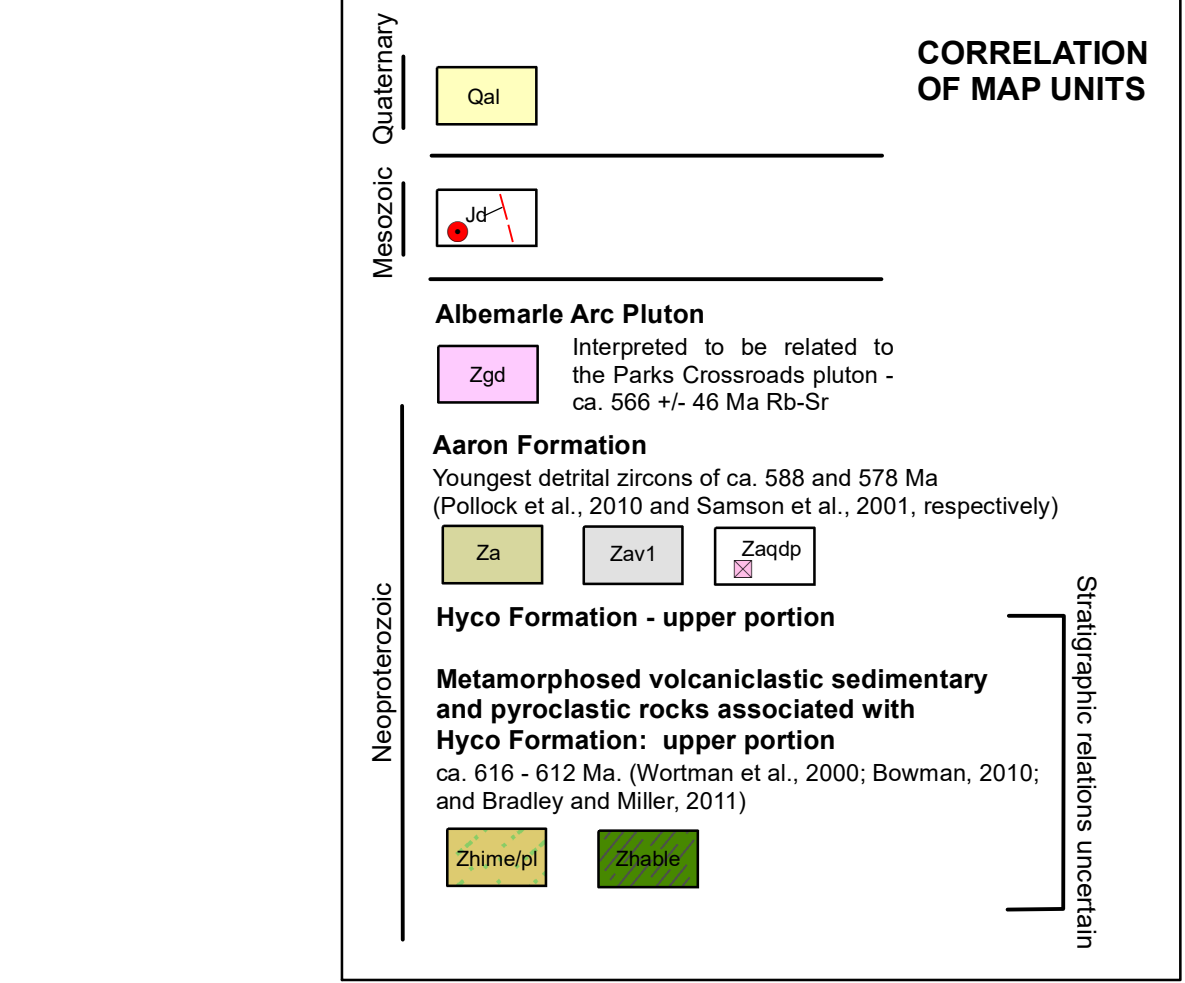 CORRELATION
OF MAP UNITS
Quaternary
Qal
Mesozoic
Jd
Neoproterozoic
Albemarle Arc Pluton
Zgd
Interpreted to be related to
the Parks Crossroads pluton -
ca. 566 +/- 46 Ma Rb-Sr
Aaron Formation
Youngest detrital zircons of ca. 588 and 578 Ma
(Pollock et al., 2010 and Samson et al., 2001, respectively)
Za
Zav1
Zaqdp
Hyco Formation - upper portion
Metamorphosed volcaniclastic sedimentary
and pyroclastic rocks associated with
Hyco Formation: upper portion
ca. 616 - 612 Ma. (Wortman et al., 2000; Bowman, 2010;
and Bradley and Miller, 2011)
Zhime/pl
Zhable
Stratigraphic relations uncertain